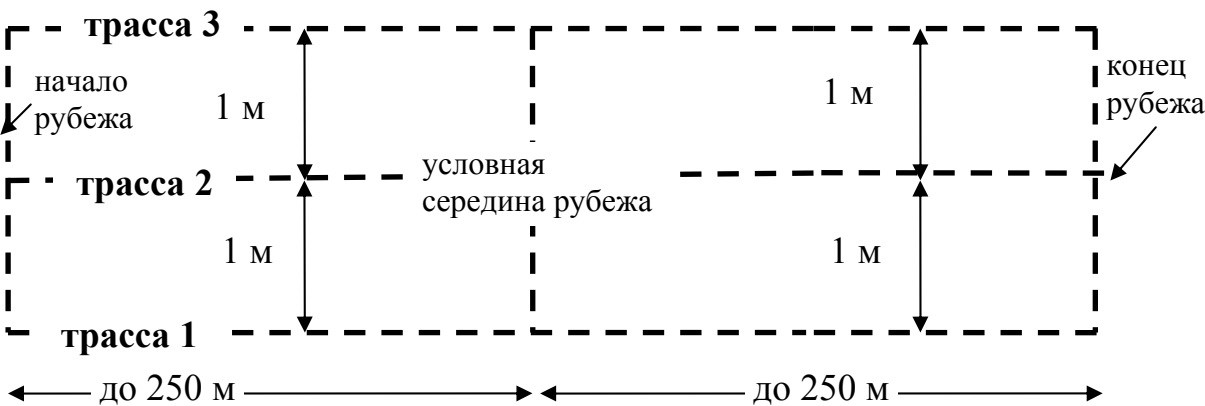 трасса 3
начало
рубежа
1 м
1 м
конец
рубежа
трасса 2
условная
середина рубежа
1 м
1 м
трасса 1
до 250 м
до 250 м